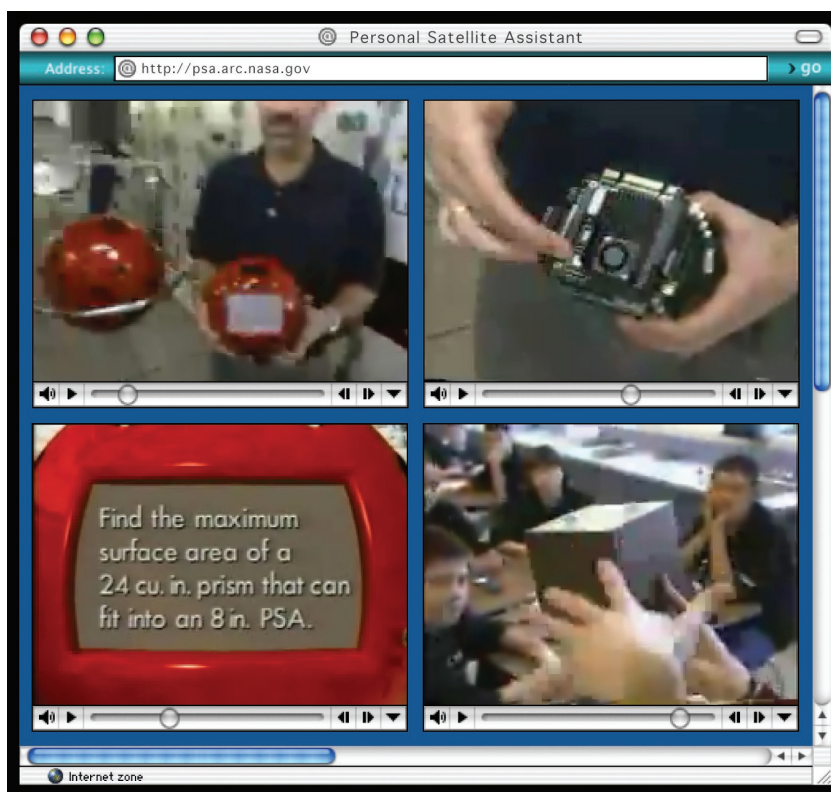 @ Personal Satellite Assistant
Address: @ http://psa.arc.nasa.gov › go
Find the maximum
surface area of a
24 cu. in. prism that can
fit into an 8 in. PSA.
Internet zone